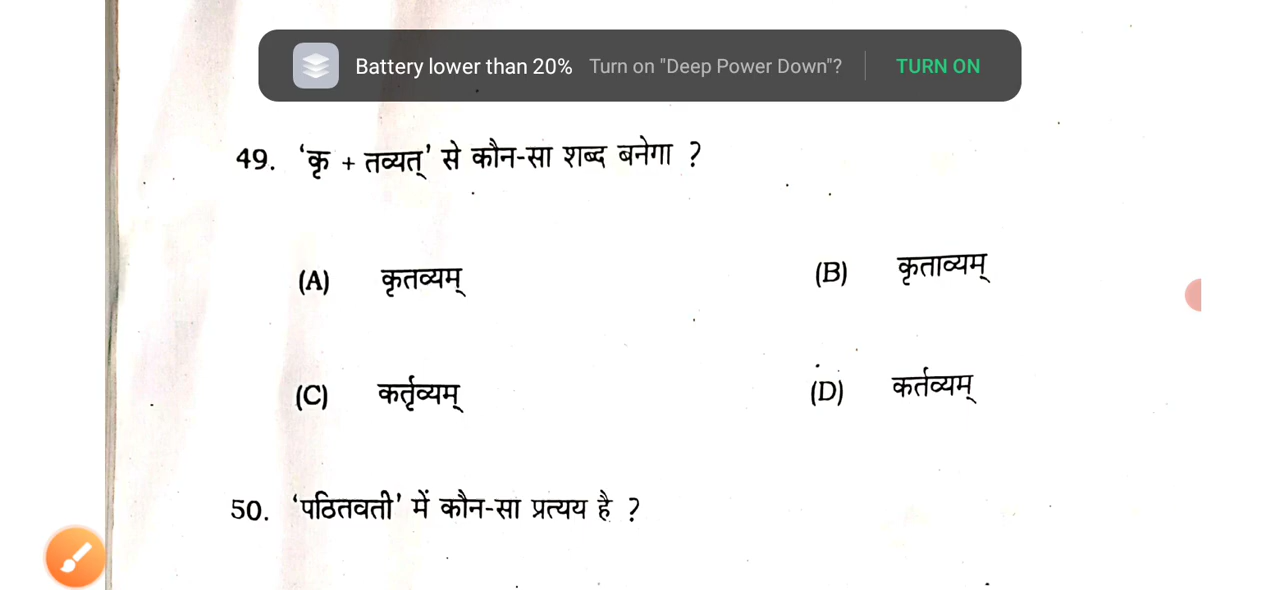 Battery lower than 20% Turn on "Deep Power Down"? TURN ON
49. 'कृ + तव्यत्' से कौन-सा शब्द बनेगा ?
(A) कृतव्यम् (B) कृताव्यम्
(C) कर्तृव्यम् (D) कर्तव्यम्
50. 'पठितवती' में कौन-सा प्रत्यय है ?